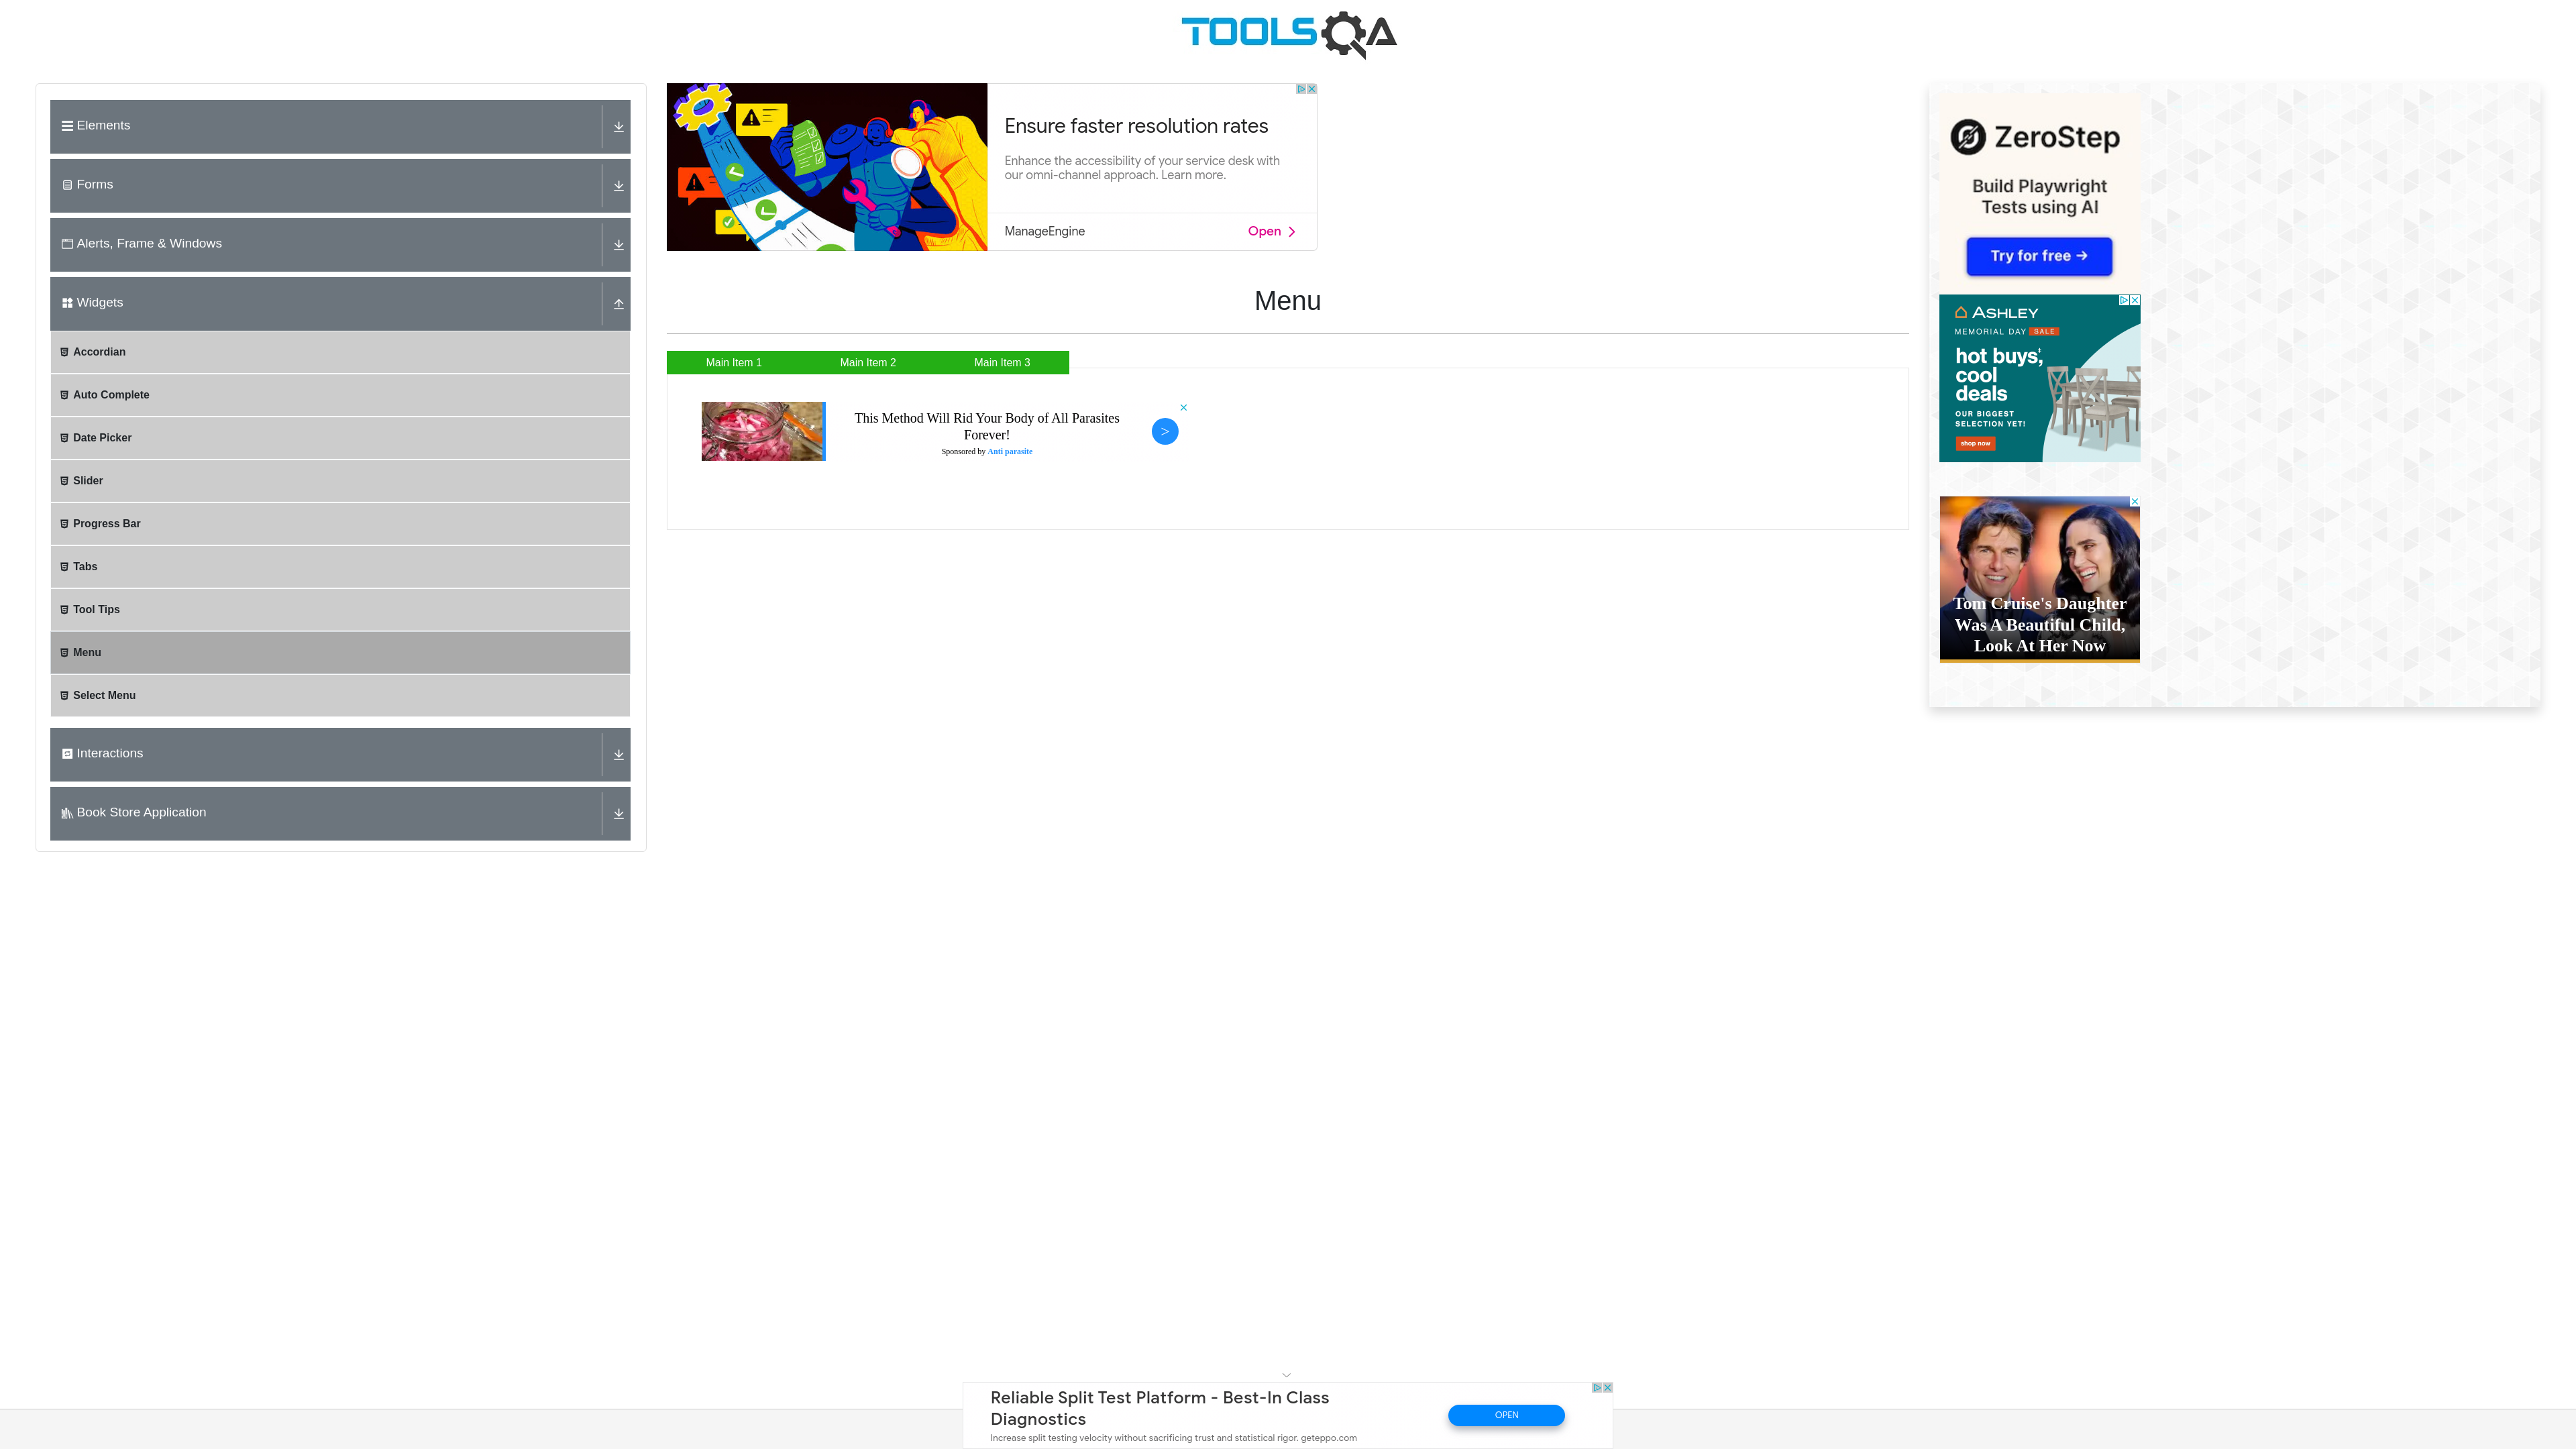 TOOLSQA
Elements
Forms
Alerts, Frame & Windows
Widgets
Accordian
Auto Complete
Date Picker
Slider
Progress Bar
Tabs
Tool Tips
Menu
Select Menu
Interactions
Book Store Application
Ensure faster resolution rates
Enhance the accessibility of your service desk with
our omni-channel approach. Learn more.
ManageEngine
Open
Menu
Main Item 1
Main Item 2
Main Item 3
This Method Will Rid Your Body of All Parasites
Forever!
Sponsored by Anti parasite
>
ZeroStep
Build Playwright
Tests using AI
Try for free →
ASHLEY
MEMORIAL DAY SALE
hot buys‡,
cool
deals
OUR BIGGEST
SELECTION YET!
shop now
Tom Cruise's Daughter
Was A Beautiful Child,
Look At Her Now
Reliable Split Test Platform - Best-In Class
Diagnostics
Increase split testing velocity without sacrificing trust and statistical rigor. geteppo.com
OPEN